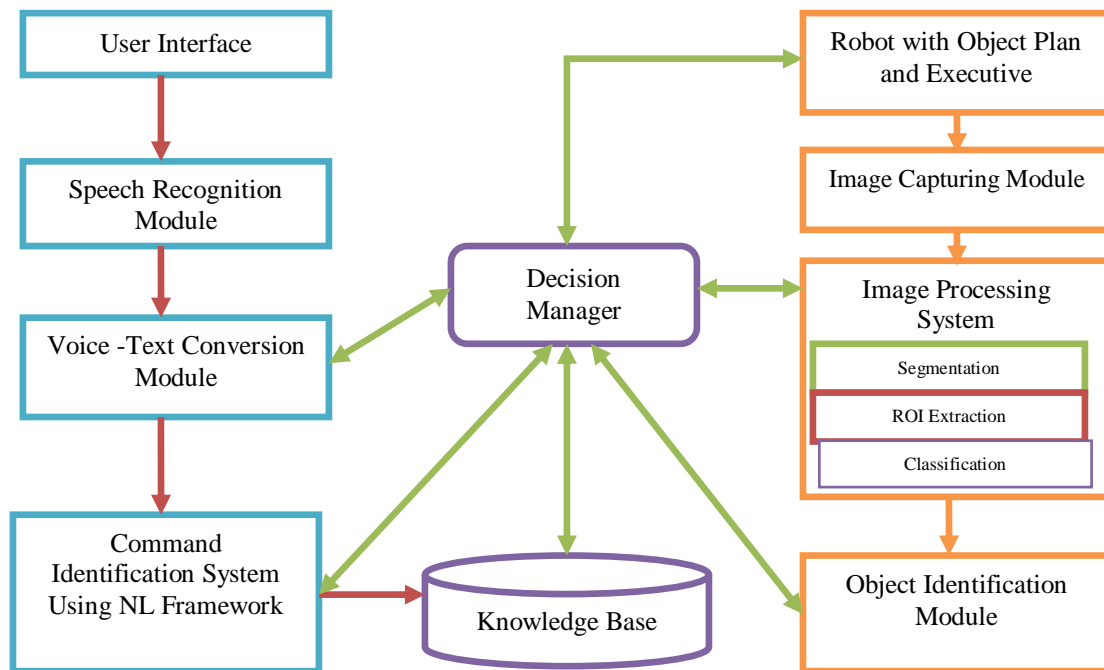 User Interface
Speech Recognition
Module
Voice -Text Conversion
Module
Command
Identification System
Using NL Framework
Decision
Manager
Knowledge Base
Robot with Object Plan
and Executive
Image Capturing Module
Image Processing
System
Segmentation
ROI Extraction
Classification
Object Identification
Module